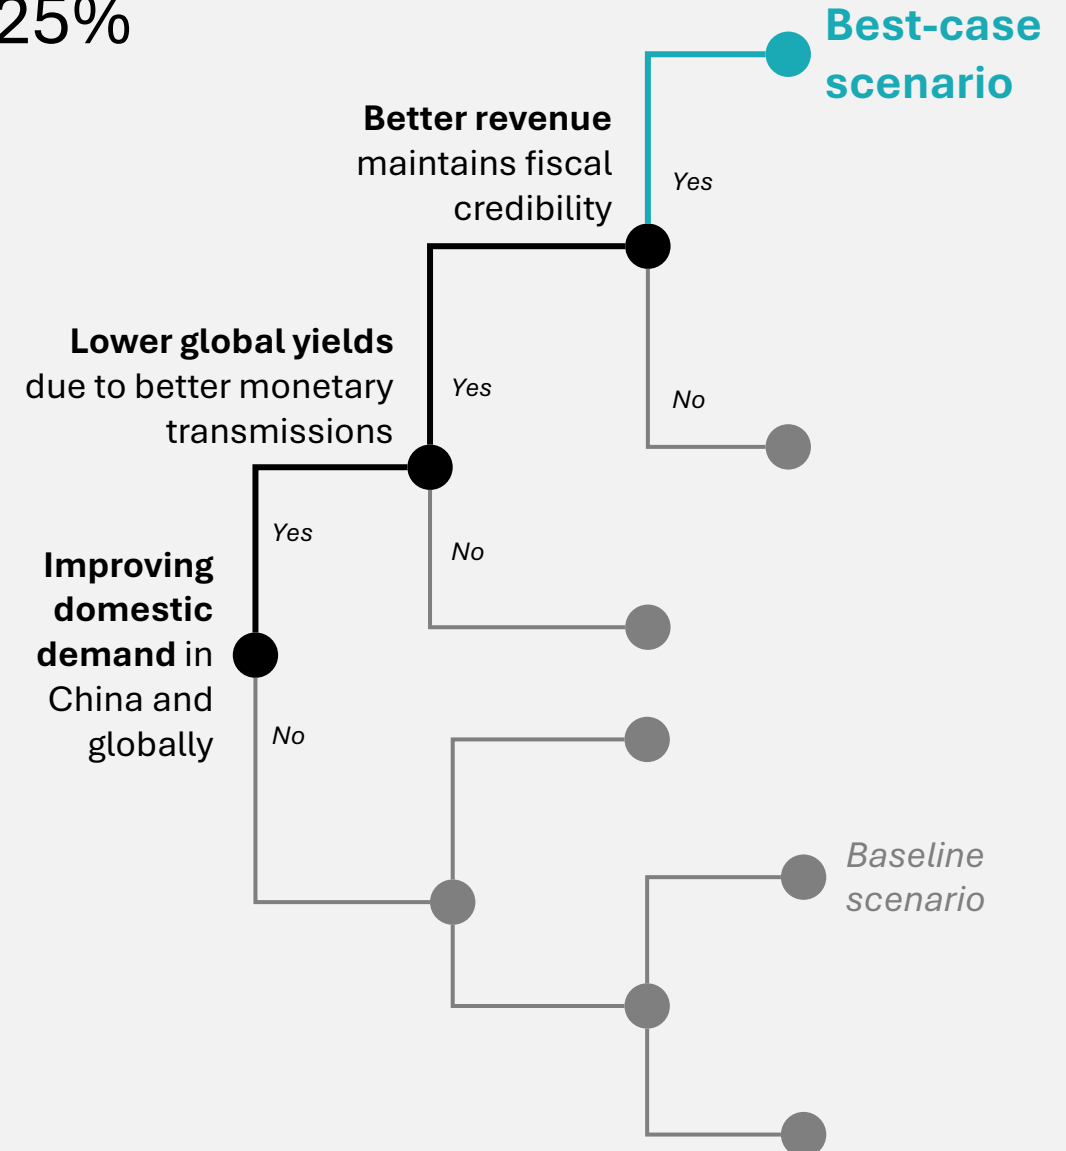 25%
Best-case
scenario
Better revenue
maintains fiscal
credibility
Yes
Lower global yields
due to better monetary
transmissions
Yes
No
Yes
No
Improving
domestic
demand in
China and
globally
No
Baseline
scenario